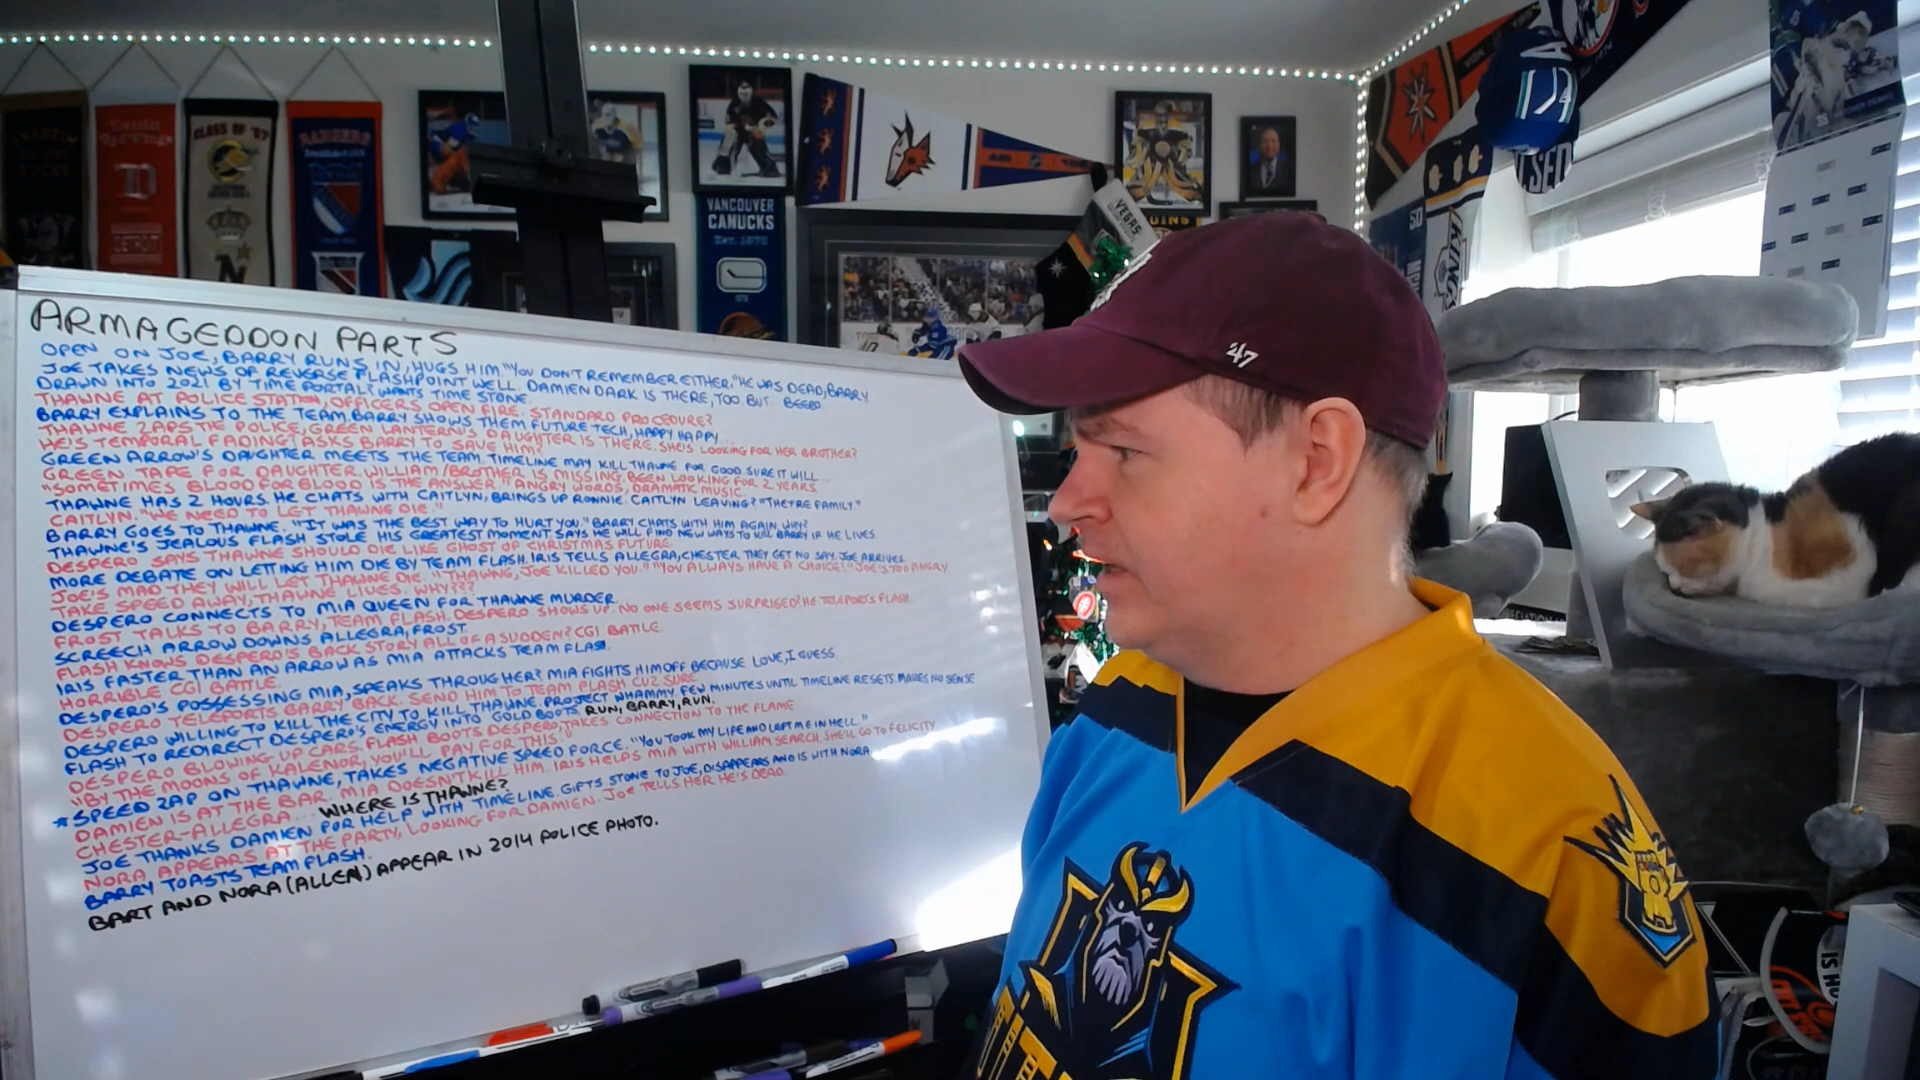 CLASS OF '67
RANGERS
VANCOUVER
CANUCKS
Est. 1970
VEGAS
KINGS
50
47
ARMAGEDDON PARTS
OPEN ON JOE, BARRY RUNS IN, HUGS HIM "YOU DON'T REMEMBER EITHER." HE WAS DEAD, BARRY
JOE TAKES NEWS OF REVERSE FLASHPOINT WELL. DAMIEN DARK IS THERE, TOO BUT... BEEBO
DRAWN INTO 2021 BY TIME PORTAL? WANTS TIME STONE.
THAWNE AT POLICE STATION, OFFICERS OPEN FIRE. STANDARD PROCEDURE?
BARRY EXPLAINS TO THE TEAM. BARRY SHOWS THEM FUTURE TECH, HAPPY HAPPY...
THAWNE ZAPS THE POLICE, GREEN LANTERN'S DAUGHTER IS THERE. SHE'S LOOKING FOR HER BROTHER?
HE'S TEMPORAL FADING? ASKS BARRY TO SAVE HIM?
GREEN ARROW'S DAUGHTER MEETS THE TEAM. TIMELINE MAY KILL THAWNE FOR GOOD. SURE IT WILL...
GREEN TAPE FOR DAUGHTER. WILLIAM/BROTHER IS MISSING. BEEN LOOKING FOR 2 YEARS.
"SOMETIMES BLOOD FOR BLOOD IS THE ANSWER." ANGRY WORDS, DRAMATIC MUSIC.
THAWNE HAS 2 HOURS. HE CHATS WITH CAITLYN, BRINGS UP RONNIE. CAITLYN LEAVING? "THEY'RE FAMILY."
CAITLYN. "WE NEED TO LET THAWNE DIE."
BARRY GOES TO THAWNE. "IT WAS THE BEST WAY TO HURT YOU." BARRY CHATS WITH HIM AGAIN. WHY?
THAWNE'S JEALOUS FLASH STOLE HIS GREATEST MOMENT. SAYS HE WILL FIND NEW WAYS TO KILL BARRY IF HE LIVES.
DESPERO SAYS THAWNE SHOULD DIE LIKE GHOST OF CHRISTMAS FUTURE.
MORE DEBATE ON LETTING HIM DIE BY TEAM FLASH. IRIS TELLS ALLEGRA, CHESTER THEY GET NO SAY. JOE ARRIVES.
JOE'S MAD THEY WILL LET THAWNE DIE. "THAWNE, JOE KILLED YOU." "YOU ALWAYS HAVE A CHOICE!" JOE'S TOO ANGRY
TAKE SPEED AWAY, THAWNE LIVES. WHY???
DESPERO CONNECTS TO MIA QUEEN FOR THAWNE MURDER.
FROST TALKS TO BARRY, TEAM FLASH. DESPERO SHOWS UP. NO ONE SEEMS SURPRISED? HE TELEPORTS FLASH.
SCREECH ARROW DOWNS ALLEGRA, FROST.
FLASH KNOWS DESPERO'S BACK STORY ALL OF A SUDDEN? CGI BATTLE.
IRIS FASTER THAN AN ARROW AS MIA ATTACKS TEAM FLASH.
HORRIBLE CGI BATTLE.
DESPERO'S POSSESSING MIA, SPEAKS THROUGH HER? MIA FIGHTS HIM OFF BECAUSE LOVE, I GUESS
DESPERO TELEPORTS BARRY BACK. SEND HIM TO TEAM FLASH CUZ SURE
DESPERO WILLING TO KILL THE CITY TO KILL THAWNE. PROJECT WHAMMY. FEW MINUTES UNTIL TIMELINE RESETS. MAKES NO SENSE
FLASH TO REDIRECT DESPERO'S ENERGY INTO GOLD BOOTS. RUN, BARRY, RUN.
DESPERO BLOWING UP CARS. FLASH BOOTS DESPERO, TAKES CONNECTION TO THE FLAME
"BY THE MOONS OF KALENOR, YOU'LL PAY FOR THIS."
*SPEED ZAP ON THAWNE, TAKES NEGATIVE SPEED FORCE. "YOU TOOK MY LIFE AND LEFT ME IN HELL."
DAMIEN IS AT THE BAR. MIA DOESN'T KILL HIM. IRIS HELPS MIA WITH WILLIAM SEARCH. SHE'LL GO TO FELICITY
CHESTER-ALLEGRA... WHERE IS THAWNE?
JOE THANKS DAMIEN FOR HELP WITH TIMELINE. GIFTS STONE TO JOE, DISAPPEARS AND IS WITH NORA
NORA APPEARS AT THE PARTY, LOOKING FOR DAMIEN. JOE TELLS HER HE'S DEAD.
BARRY TOASTS TEAM FLASH.
BART AND NORA (ALLEN) APPEAR IN 2014 POLICE PHOTO.